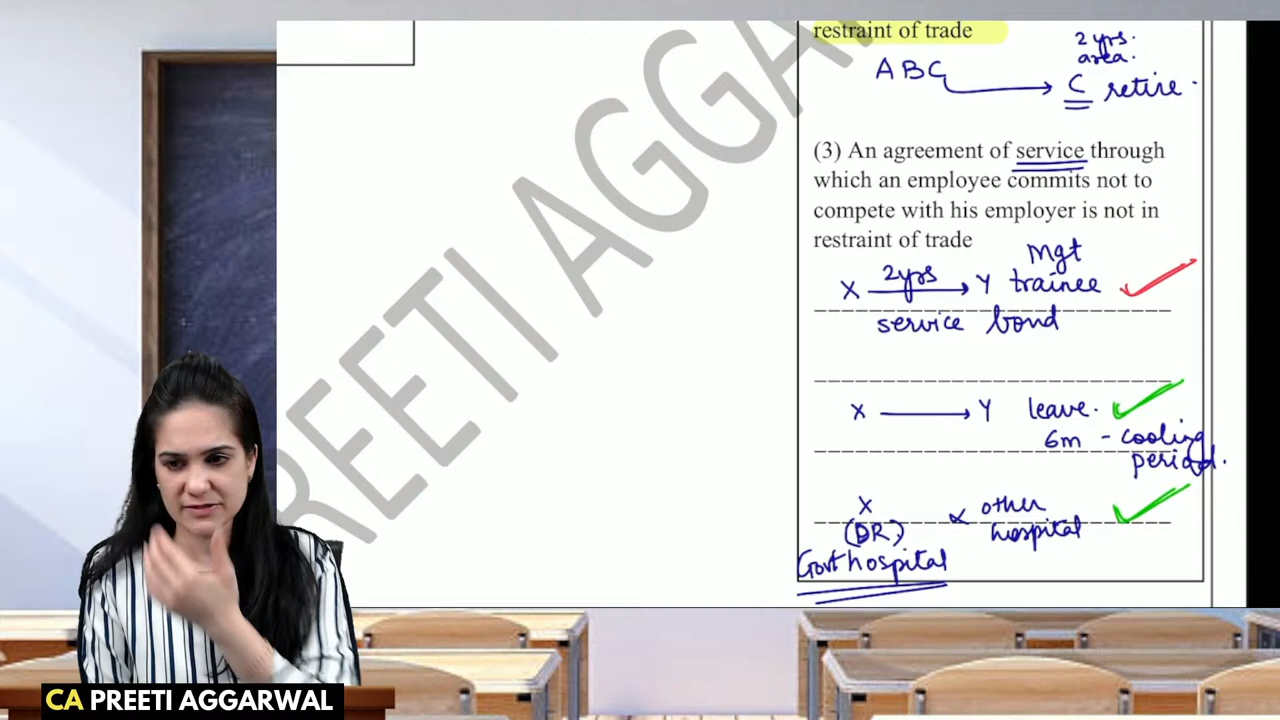 restraint of trade
2 yrs.
area.
ABC
C retire.
(3) An agreement of service through
which an employee commits not to
compete with his employer is not in
restraint of trade
Mgt
X 2yrs Y trainee
service bond
X Y leave.
6m - cooling
period.
X other
(DR) hospital
Govt hospital
PREETI AGGA
CA PREETI AGGARWAL